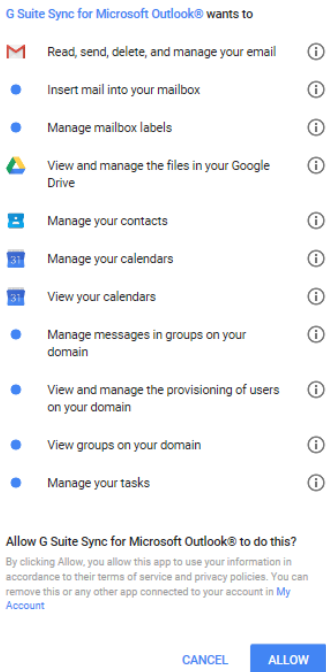 G Suite Sync for Microsoft Outlook® wants to
Read, send, delete, and manage your email
Insert mail into your mailbox
Manage mailbox labels
View and manage the files in your Google
Drive
Manage your contacts
31
Manage your calendars
31
View your calendars
Manage messages in groups on your
domain
View and manage the provisioning of users
on your domain
View groups on your domain
Manage your tasks
Allow G Suite Sync for Microsoft Outlook® to do this?
By clicking Allow, you allow this app to use your information in
accordance to their terms of service and privacy policies. You can
remove this or any other app connected to your account in My
Account
CANCEL ALLOW